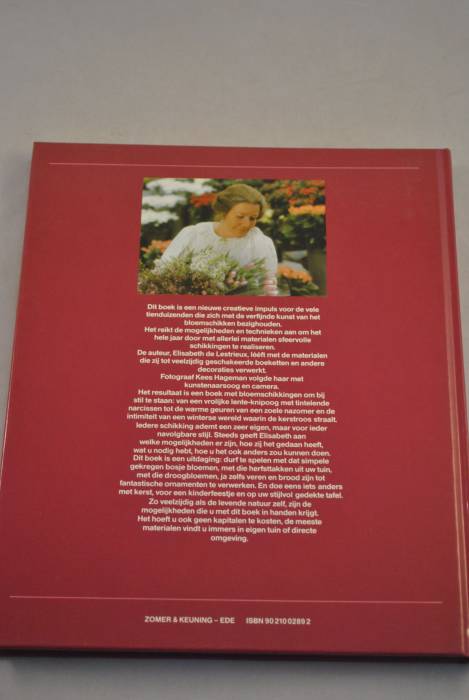 Dit boek is een nieuwe creatieve impuls voor de vele
tienduizenden die zich met de verfijnde kunst van het
bloemschikken bezighouden.
Het reikt de mogelijkheden en technieken aan om het
hele jaar door met allerlei materialen sfeervolle
schikkingen te realiseren.
De auteur, Elisabeth de Lestrieux, lééft met de materialen
die zij tot veelzijdig geschakeerde boeketten en andere
decoraties verwerkt.
Fotograaf Kees Hageman volgde haar met
kunstenaarsoog en camera.
Het resultaat is een boek met bloemschikkingen om bij
stil te staan: van een vrolijke lente-knipoog met tintelende
narcissen tot de warme geuren van een zoele nazomer en de
intimiteit van een winterse wereld waarin de kerstroos straalt.
Iedere schikking ademt een zeer eigen, maar voor ieder
navolgbare stijl. Steeds geeft Elisabeth aan
welke mogelijkheden er zijn, hoe zij het gedaan heeft,
wat u nodig hebt, hoe u het ook anders zou kunnen doen.
Dit boek is een uitdaging: durf te spelen met dat simpele
gekregen bosje bloemen, met die herfsttakken uit uw tuin,
met die droogbloemen, ja zelfs veren en brood zijn tot
fantastische ornamenten te verwerken. En doe eens iets anders
met kerst, voor een kinderfeestje en op uw stijlvol gedekte tafel.
Zo veelzijdig als de levende natuur zelf, zijn de
mogelijkheden die u met dit boek in handen krijgt.
Het hoeft u ook geen kapitalen te kosten, de meeste
materialen vindt u immers in eigen tuin of directe
omgeving.
ZOMER & KEUNING – EDE ISBN 90 210 0289 2